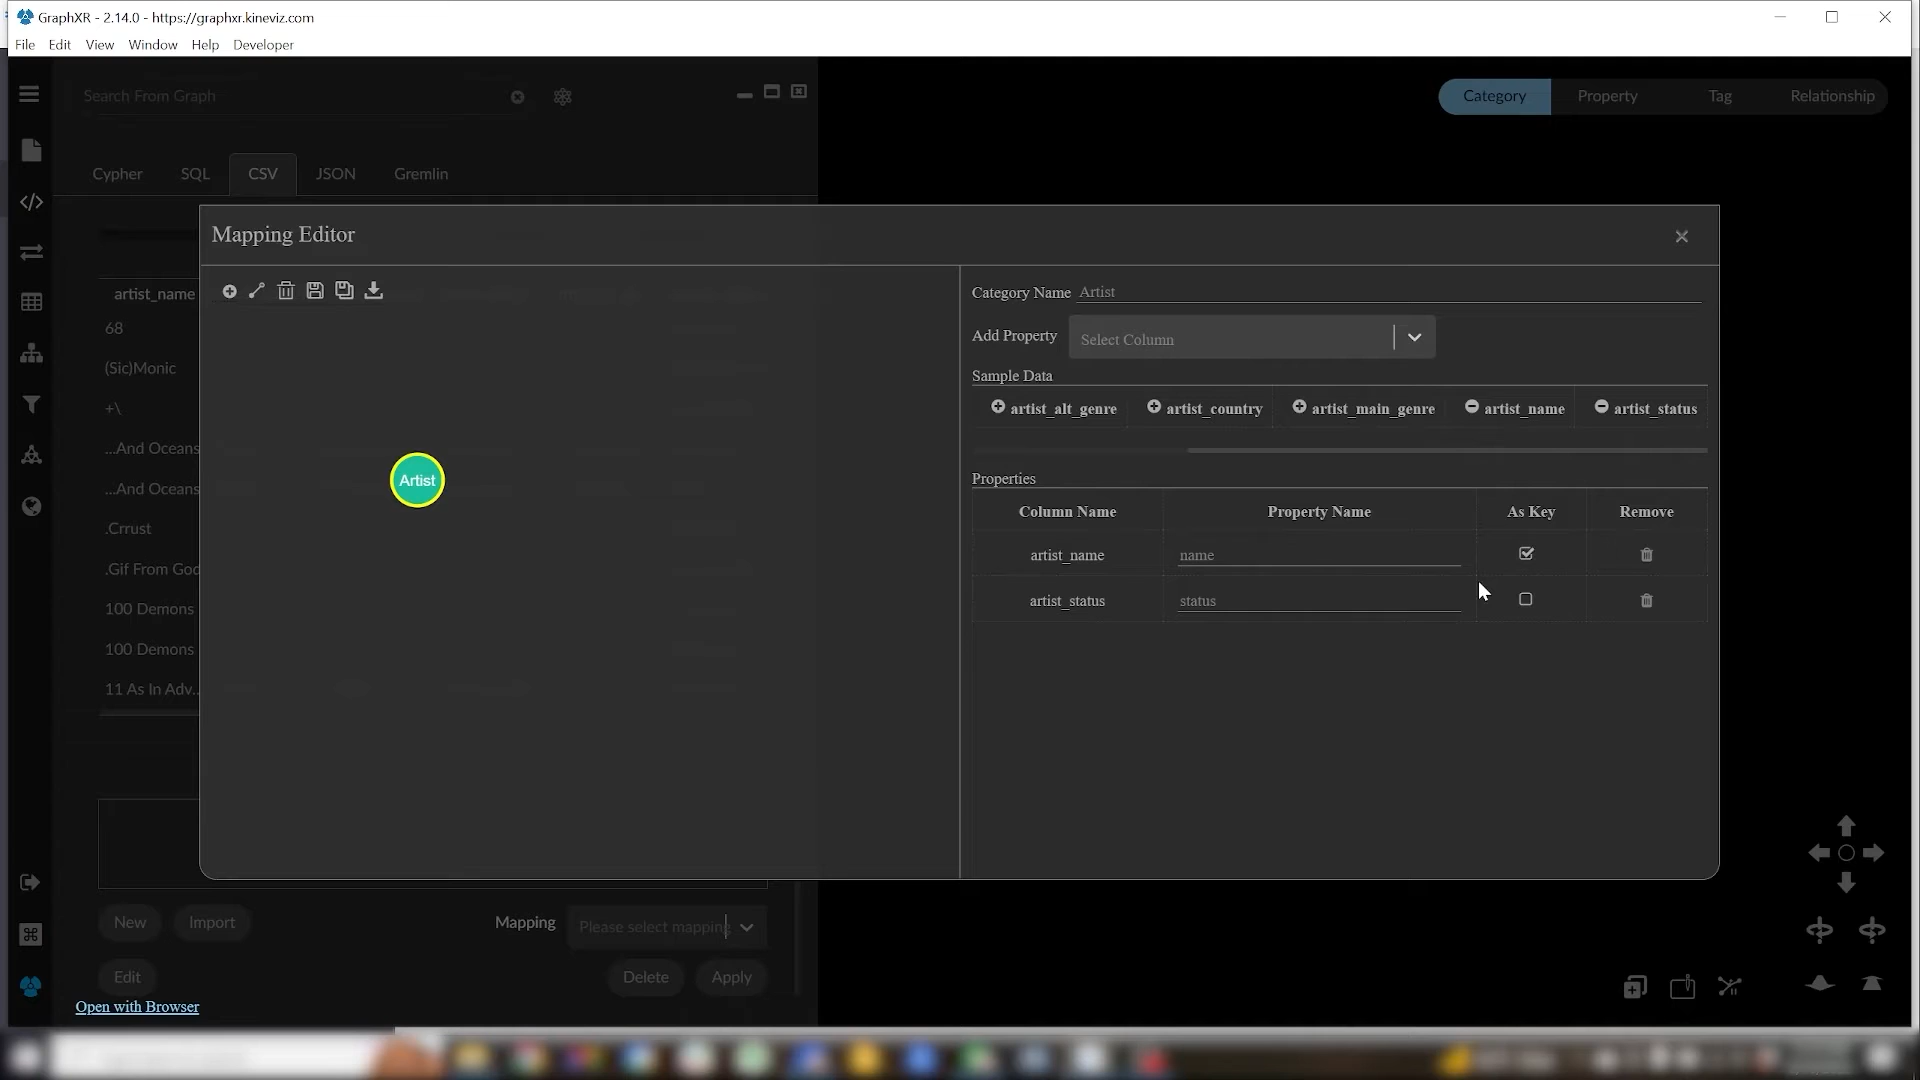 GraphXR - 2.14.0 - https://graphxr.kineviz.com
File Edit View Window Help Developer
Search From Graph
Category Property Tag Relationship
Cypher SQL CSV JSON Gremlin
Mapping Editor
artist_name
68
(Sic)Monic
+\
...And Oceans
...And Oceans
.Crrust
.Gif From God
100 Demons
100 Demons
11 As In Adv...
Artist
Category Name Artist
Add Property Select Column
Sample Data
artist_alt_genre artist_country artist_main_genre artist_name artist_status
Properties
Column Name Property Name As Key Remove
artist_name name
artist_status status
New Import Mapping Please select mapping
Edit Delete Apply
Open with Browser